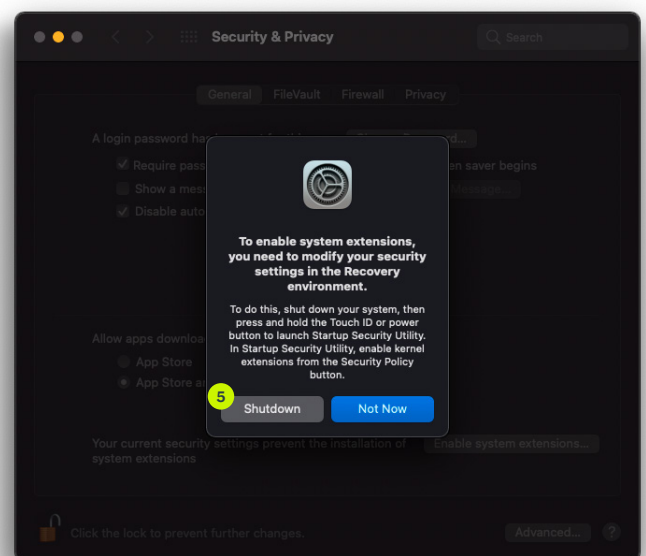 Security & Privacy
Search
General FileVault Firewall Privacy
A login password ha
Require pass
en saver begins
Show a mess
Message...
Disable auto
To enable system extensions,
you need to modify your security
settings in the Recovery
environment.
To do this, shut down your system, then
press and hold the Touch ID or power
button to launch Startup Security Utility.
In Startup Security Utility, enable kernel
extensions from the Security Policy
button.
Allow apps downloa
App Store
App Store a
5
Shutdown Not Now
Your current security settings prevent the installation of
system extensions
Enable system extensions...
Click the lock to prevent further changes.
Advanced... ?